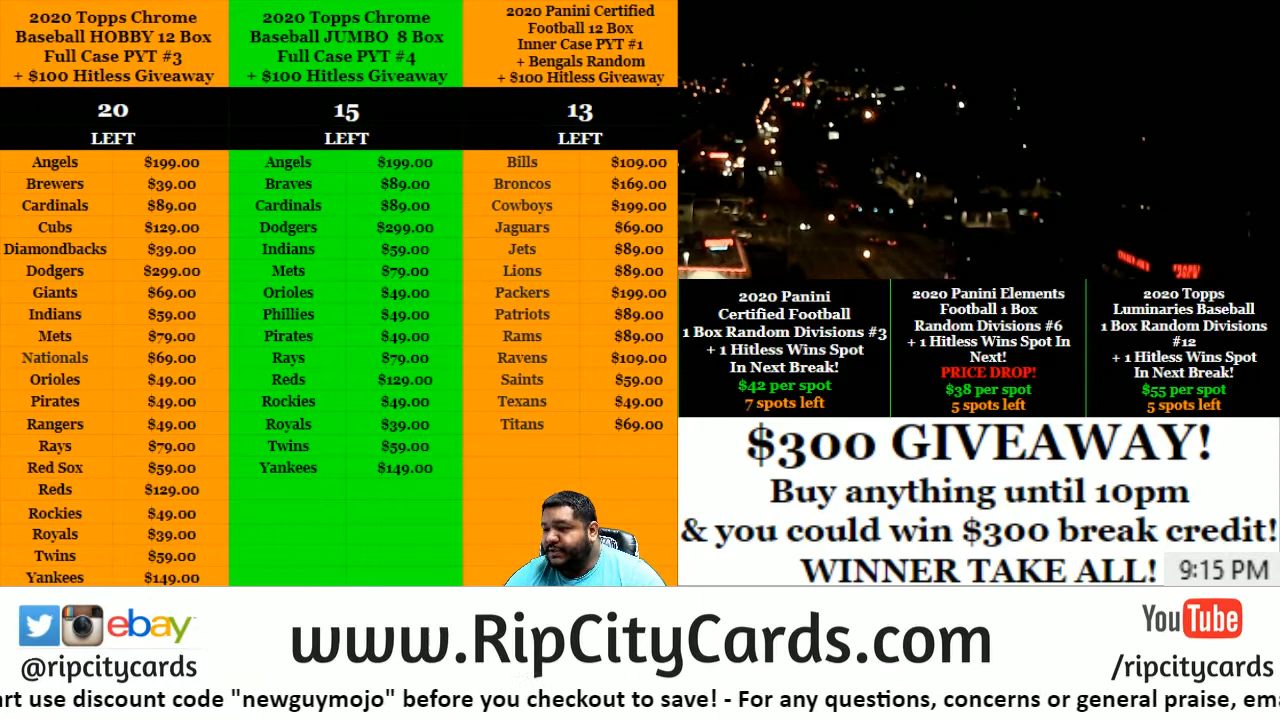 2020 Topps Chrome
Baseball HOBBY 12 Box
Full Case PYT #3
+ $100 Hitless Giveaway
20
LEFT
Angels $199.00
Brewers $39.00
Cardinals $89.00
Cubs $129.00
Diamondbacks $39.00
Dodgers $299.00
Giants $69.00
Indians $59.00
Mets $79.00
Nationals $69.00
Orioles $49.00
Pirates $49.00
Rangers $49.00
Rays $79.00
Red Sox $59.00
Reds $129.00
Rockies $49.00
Royals $39.00
Twins $59.00
Yankees $149.00
2020 Topps Chrome
Baseball JUMBO 8 Box
Full Case PYT #4
+ $100 Hitless Giveaway
15
LEFT
Angels $199.00
Braves $89.00
Cardinals $89.00
Dodgers $299.00
Indians $59.00
Mets $79.00
Orioles $49.00
Phillies $49.00
Pirates $49.00
Rays $79.00
Reds $129.00
Rockies $49.00
Royals $39.00
Twins $59.00
Yankees $149.00
2020 Panini Certified
Football 12 Box
Inner Case PYT #1
+ Bengals Random
+ $100 Hitless Giveaway
13
LEFT
Bills $109.00
Broncos $169.00
Cowboys $199.00
Jaguars $69.00
Jets $89.00
Lions $89.00
Packers $199.00
Patriots $89.00
Rams $89.00
Ravens $109.00
Saints $59.00
Texans $49.00
Titans $69.00
2020 Panini
Certified Football
1 Box Random Divisions #3
+ 1 Hitless Wins Spot
In Next Break!
$42 per spot
7 spots left
2020 Panini Elements
Football 1 Box
Random Divisions #6
+ 1 Hitless Wins Spot In
Next!
PRICE DROP!
$38 per spot
5 spots left
2020 Topps
Luminaries Baseball
1 Box Random Divisions
#12
+ 1 Hitless Wins Spot
In Next Break!
$55 per spot
5 spots left
$300 GIVEAWAY!
Buy anything until 10pm
& you could win $300 break credit!
WINNER TAKE ALL!
9:15 PM
ebay
@ripcitycards
www.RipCityCards.com
YouTube
/ripcitycards
art use discount code "newguymojo" before you checkout to save! - For any questions, concerns or general praise, ema